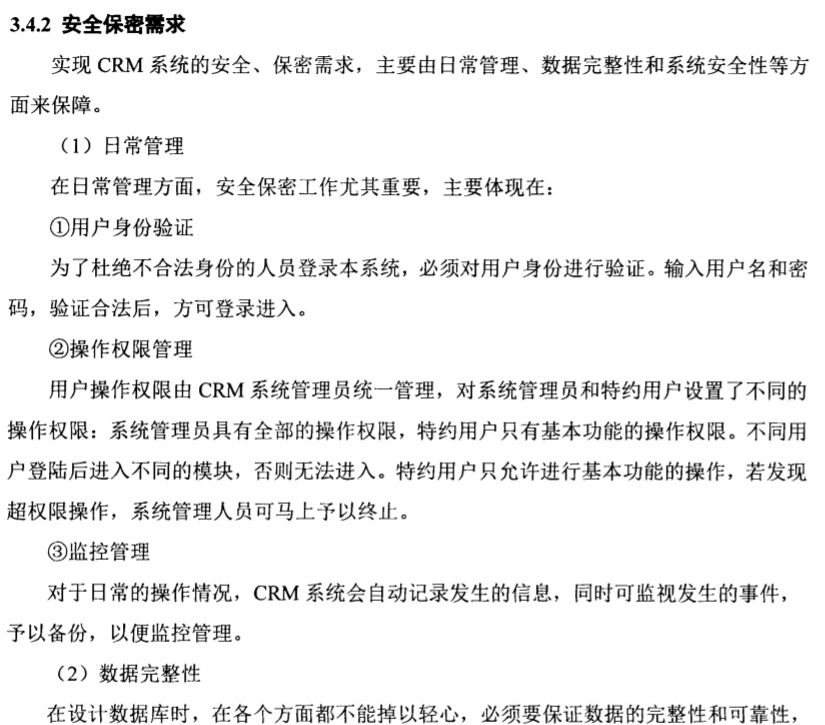 3.4.2 安全保密需求
实现 CRM 系统的安全、保密需求，主要由日常管理、数据完整性和系统安全性等方
面来保障。
（1）日常管理
在日常管理方面，安全保密工作尤其重要，主要体现在：
①用户身份验证
为了杜绝不合法身份的人员登录本系统，必须对用户身份进行验证。输入用户名和密
码，验证合法后，方可登录进入。
②操作权限管理
用户操作权限由 CRM 系统管理员统一管理，对系统管理员和特约用户设置了不同的
操作权限：系统管理员具有全部的操作权限，特约用户只有基本功能的操作权限。不同用
户登陆后进入不同的模块，否则无法进入。特约用户只允许进行基本功能的操作，若发现
超权限操作，系统管理人员可马上予以终止。
③监控管理
对于日常的操作情况，CRM 系统会自动记录发生的信息，同时可监视发生的事件，
予以备份，以便监控管理。
（2）数据完整性
在设计数据库时，在各个方面都不能掉以轻心，必须要保证数据的完整性和可靠性，